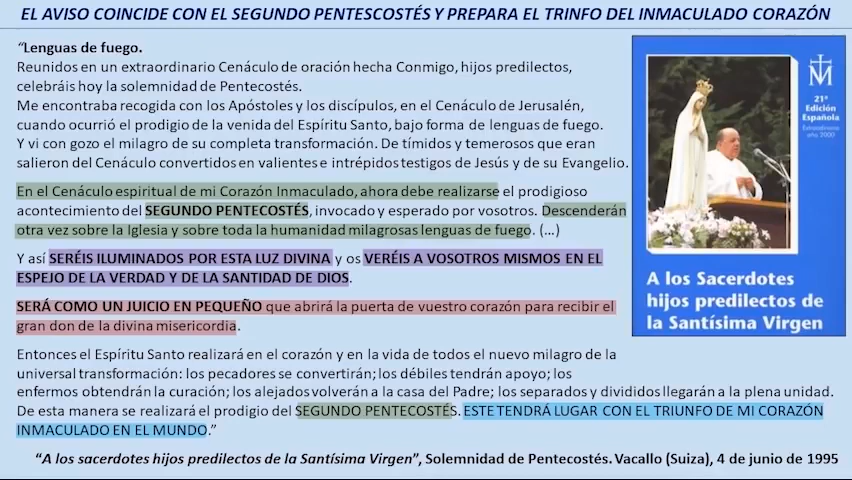 EL AVISO COINCIDE CON EL SEGUNDO PENTESCOSTÉS Y PREPARA EL TRINFO DEL INMACULADO CORAZÓN
“Lenguas de fuego.
Reunidos en un extraordinario Cenáculo de oración hecha Conmigo, hijos predilectos,
celebráis hoy la solemnidad de Pentecostés.
Me encontraba recogida con los Apóstoles y los discípulos, en el Cenáculo de Jerusalén,
cuando ocurrió el prodigio de la venida del Espíritu Santo, bajo forma de lenguas de fuego.
Y vi con gozo el milagro de su completa transformación. De tímidos y temerosos que eran
salieron del Cenáculo convertidos en valientes e intrépidos testigos de Jesús y de su Evangelio.
En el Cenáculo espiritual de mi Corazón Inmaculado, ahora debe realizarse el prodigioso
acontecimiento del SEGUNDO PENTECOSTÉS, invocado y esperado por vosotros. Descenderán
otra vez sobre la Iglesia y sobre toda la humanidad milagrosas lenguas de fuego. (…)
Y así SERÉIS ILUMINADOS POR ESTA LUZ DIVINA y os VERÉIS A VOSOTROS MISMOS EN EL
ESPEJO DE LA VERDAD Y DE LA SANTIDAD DE DIOS.
SERÁ COMO UN JUICIO EN PEQUEÑO que abrirá la puerta de vuestro corazón para recibir el
gran don de la divina misericordia.
Entonces el Espíritu Santo realizará en el corazón y en la vida de todos el nuevo milagro de la
universal transformación: los pecadores se convertirán; los débiles tendrán apoyo; los
enfermos obtendrán la curación; los alejados volverán a la casa del Padre; los separados y divididos llegarán a la plena unidad.
De esta manera se realizará el prodigio del SEGUNDO PENTECOSTÉS. ESTE TENDRÁ LUGAR CON EL TRIUNFO DE MI CORAZÓN
INMACULADO EN EL MUNDO.”
“A los sacerdotes hijos predilectos de la Santísima Virgen”, Solemnidad de Pentecostés. Vacallo (Suiza), 4 de junio de 1995
21ª
Edición
Española
Extraordinaria
año 2000
A los Sacerdotes
hijos predilectos de
la Santísima Virgen